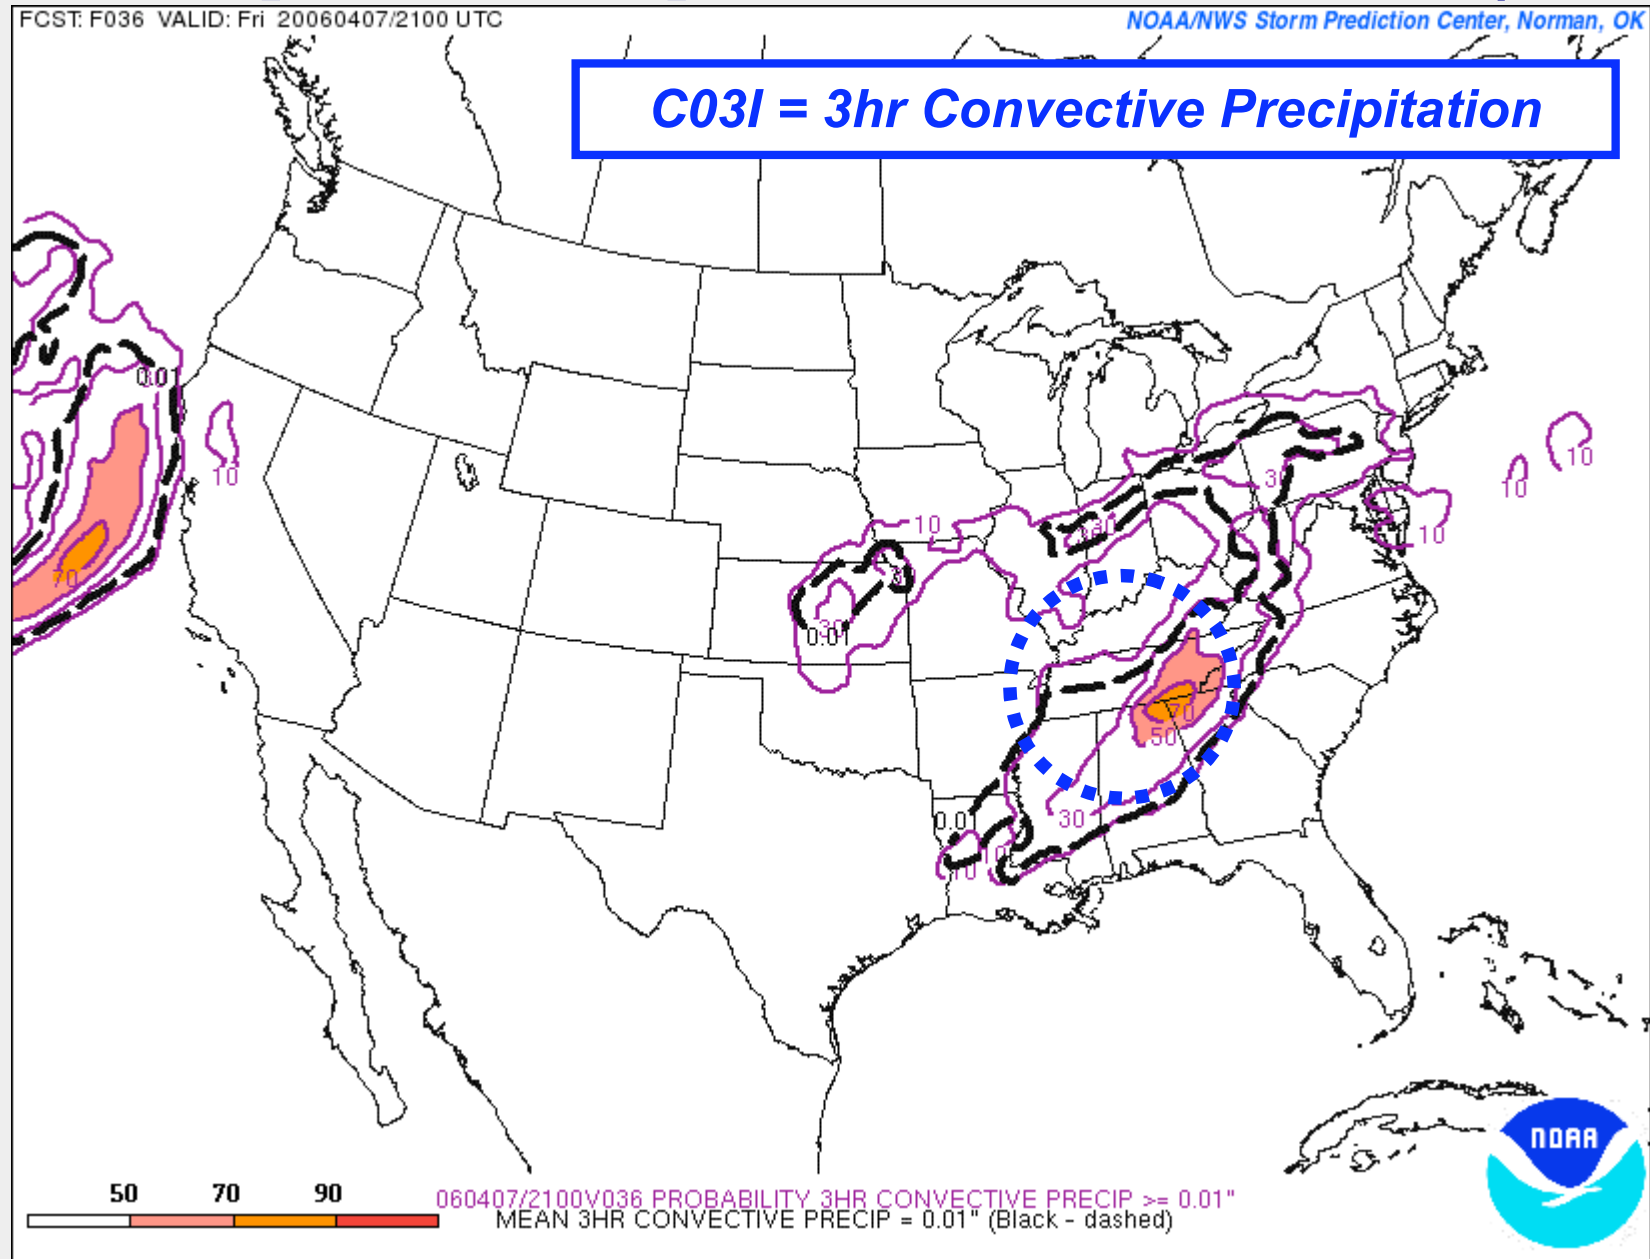 FCST: F036 VALID: Fri 20060407/2100 UTC
NOAA/NWS Storm Prediction Center, Norman, OK
C03I = 3hr Convective Precipitation
0.01
10
70
10
30
0.01
30
30
10
10
10
70
50
30
0.0
10
10
NOAA
50 70 90
060407/2100V036 PROBABILITY 3HR CONVECTIVE PRECIP >= 0.01"
MEAN 3HR CONVECTIVE PRECIP = 0.01" (Black - dashed)